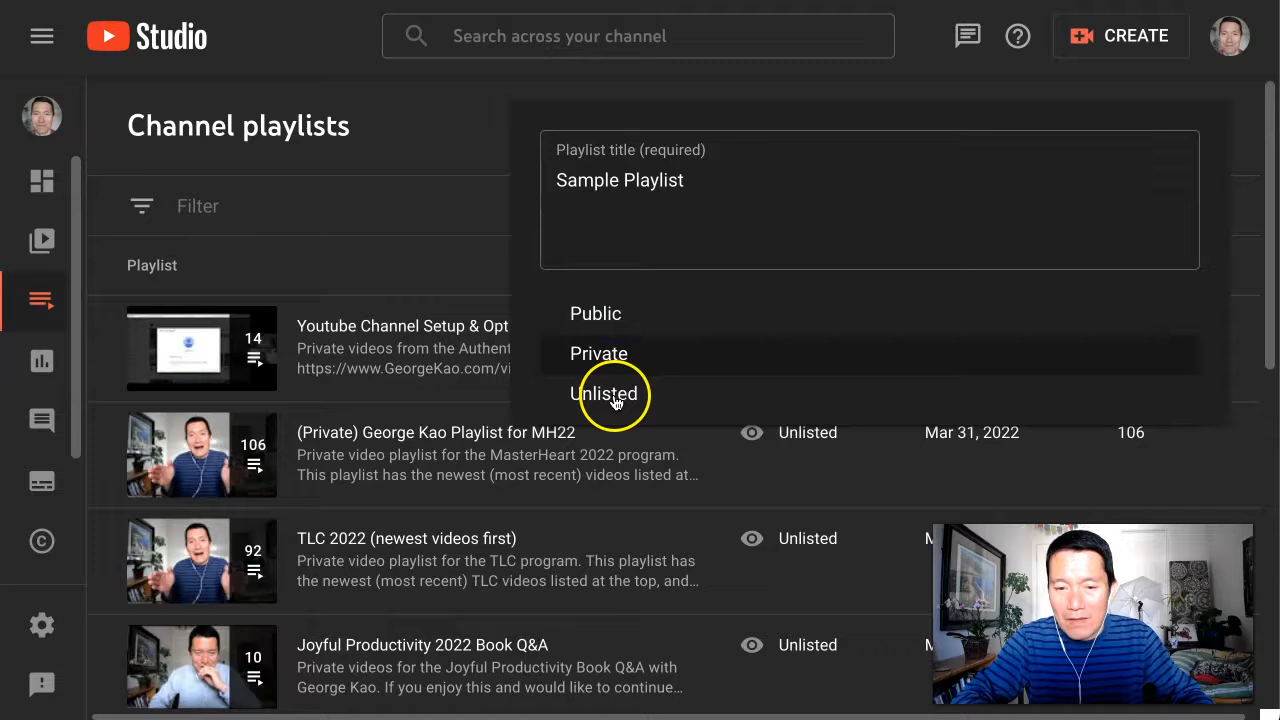 Studio
Search across your channel
CREATE
Channel playlists
Playlist title (required)
Sample Playlist
Filter
Playlist
Public
Private
Unlisted
14
Youtube Channel Setup & Opt
Private videos from the Authent
https://www.GeorgeKao.com/vi
106
(Private) George Kao Playlist for MH22
Private video playlist for the MasterHeart 2022 program.
This playlist has the newest (most recent) videos listed at…
Unlisted
Mar 31, 2022
106
92
TLC 2022 (newest videos first)
Private video playlist for the TLC program. This playlist has
the newest (most recent) TLC videos listed at the top, and…
Unlisted
M
10
Joyful Productivity 2022 Book Q&A
Private videos for the Joyful Productivity Book Q&A with
George Kao. If you enjoy this and would like to continue…
Unlisted
M